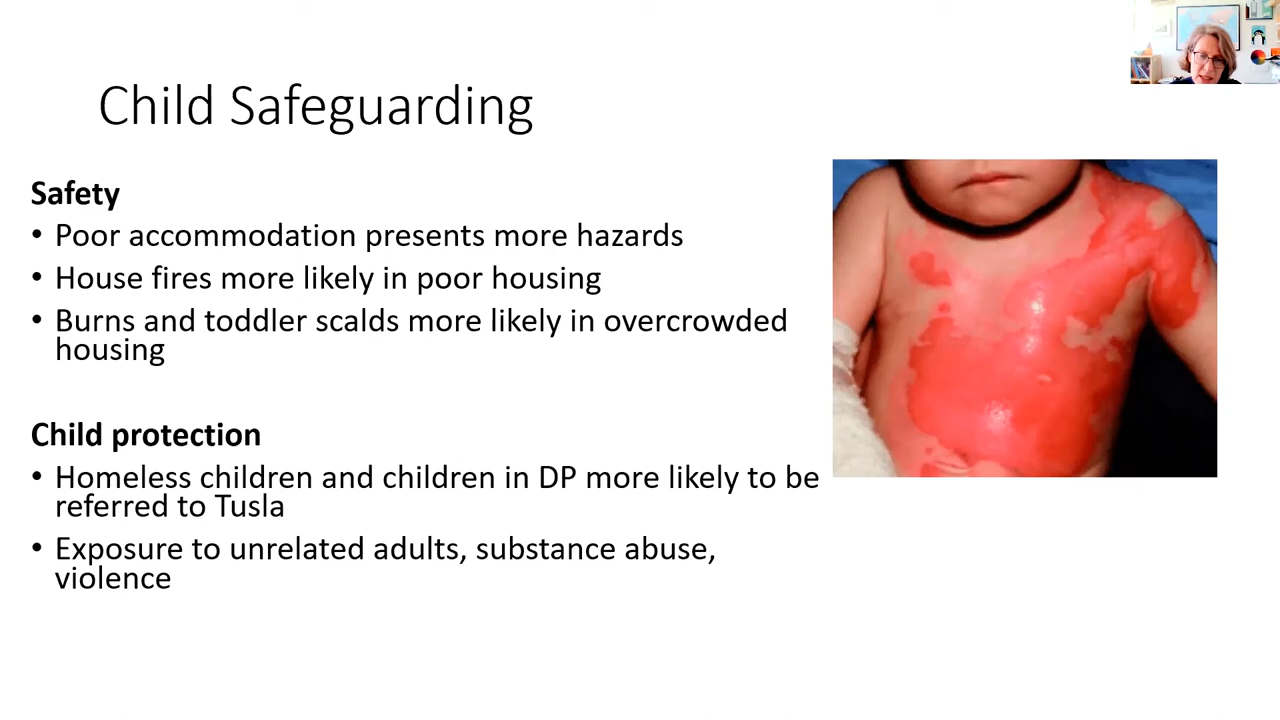 Child Safeguarding
Safety
• Poor accommodation presents more hazards
• House fires more likely in poor housing
• Burns and toddler scalds more likely in overcrowded
housing
Child protection
• Homeless children and children in DP more likely to be
referred to Tusla
• Exposure to unrelated adults, substance abuse,
violence